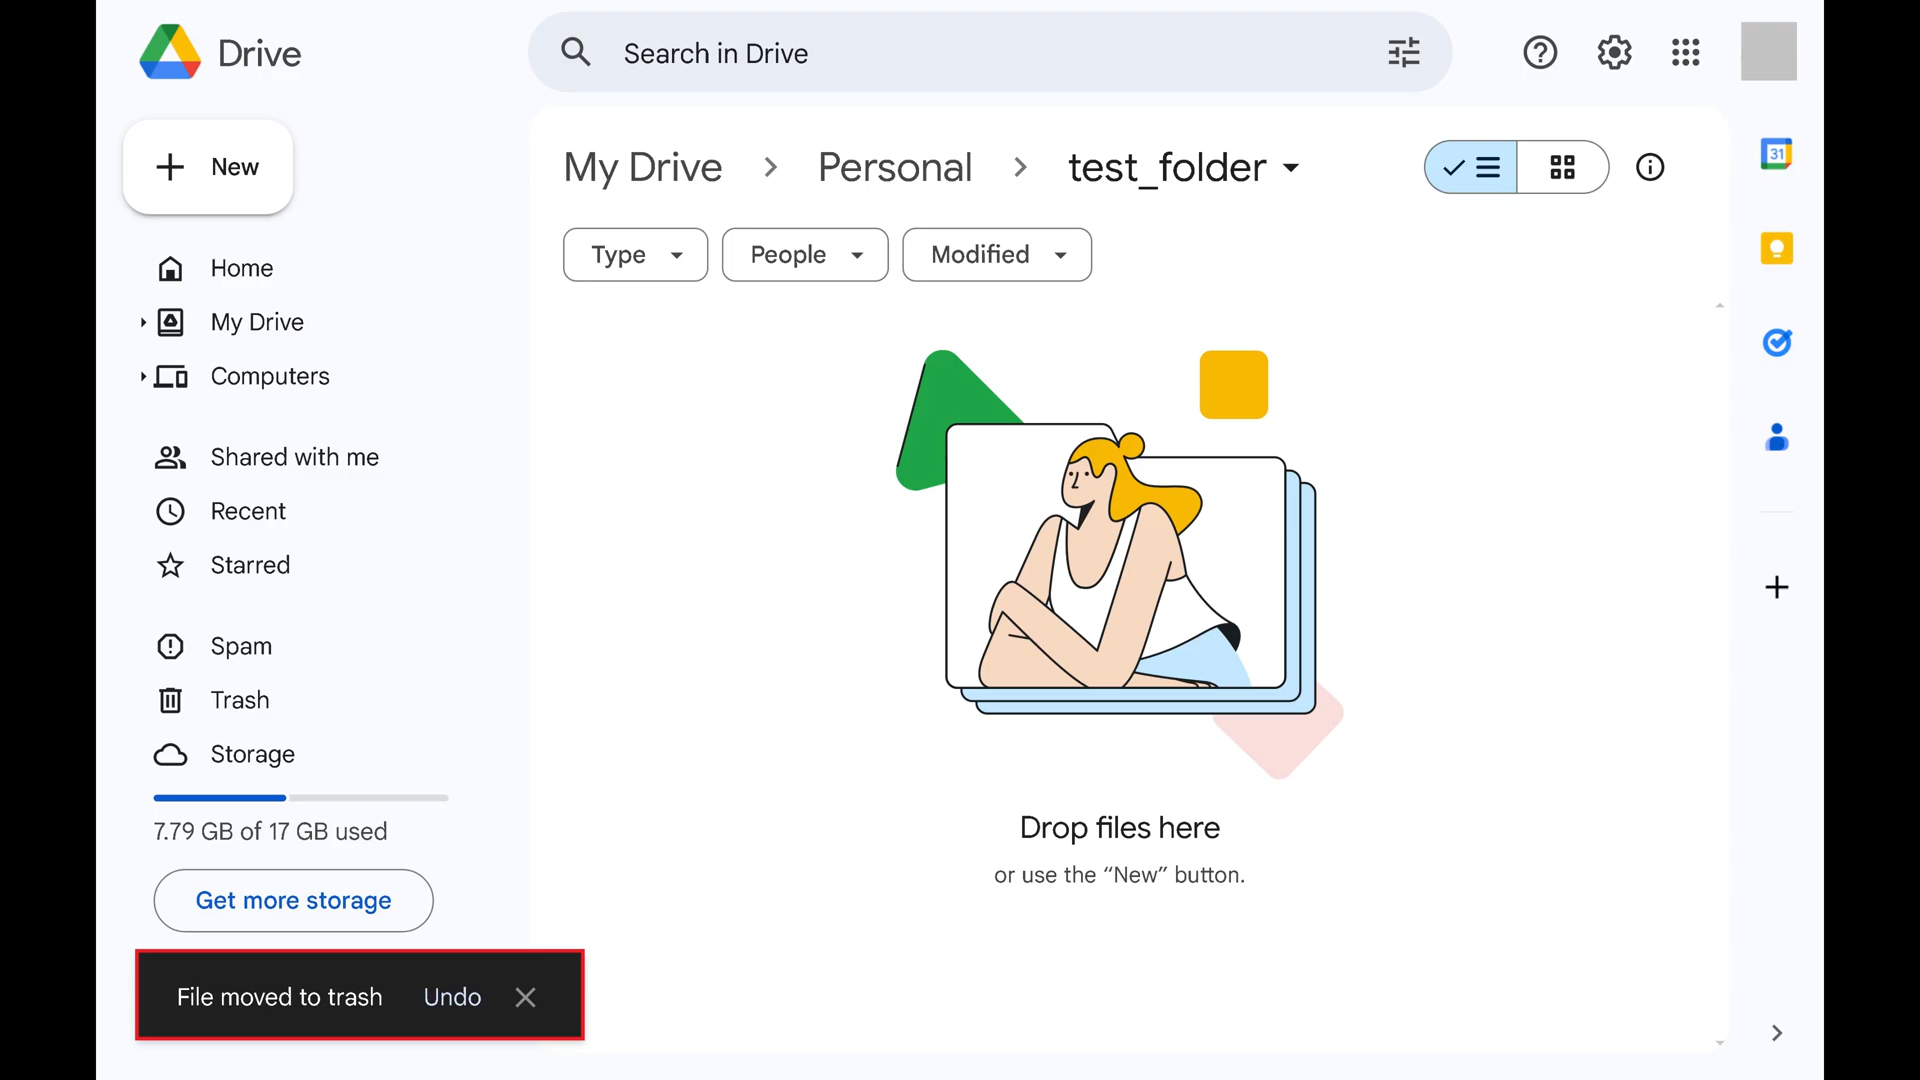 Drive
Search in Drive
New
My Drive
Personal
test_folder
Type
People
Modified
31
Home
My Drive
Computers
Shared with me
Recent
Starred
Spam
Trash
Storage
7.79 GB of 17 GB used
Get more storage
Drop files here
or use the “New” button.
File moved to trash
Undo